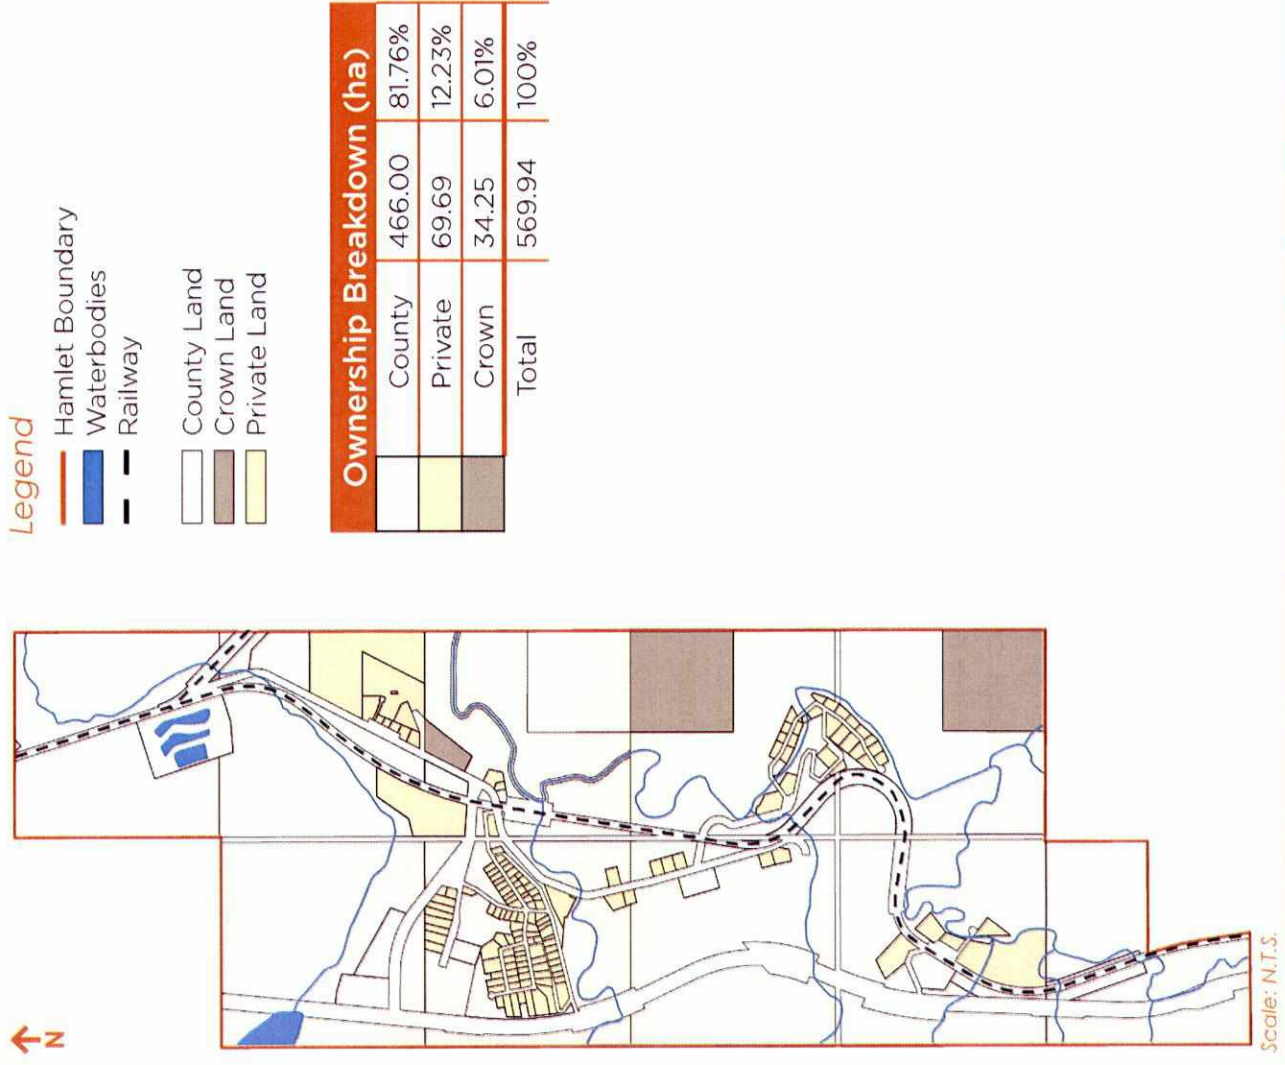 Legend
Hamlet Boundary
Waterbodies
Railway
County Land
Crown Land
Private Land
Ownership Breakdown (ha)
County 466.00 81.76%
Private 69.69 12.23%
Crown 34.25 6.01%
Total 569.94 100%
N
Scale: N.T.S.